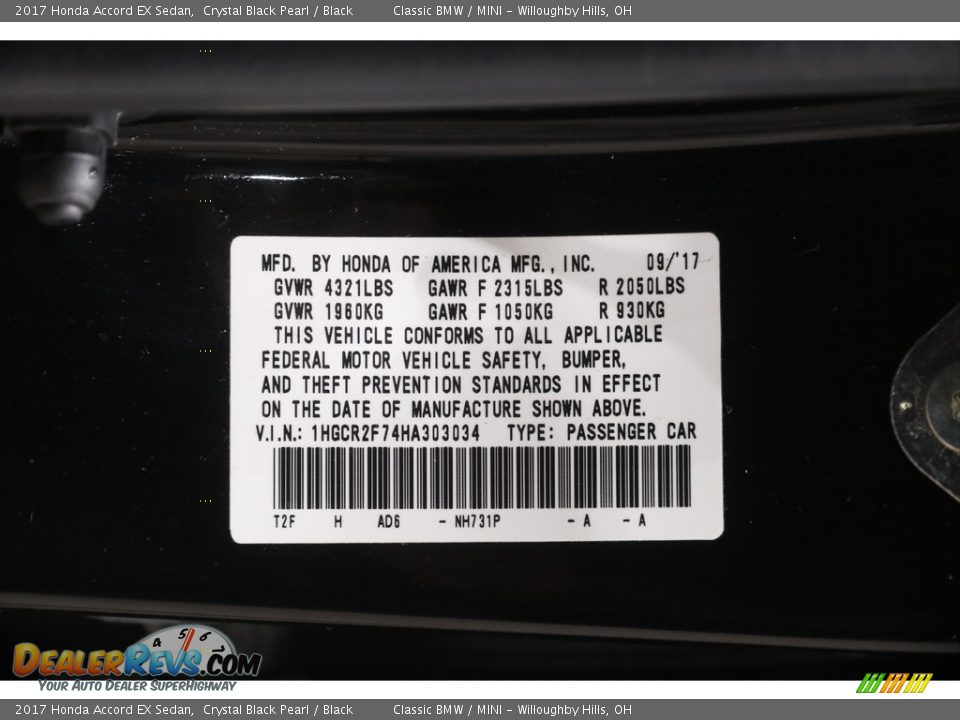 2017 Honda Accord EX Sedan, Crystal Black Pearl / Black Classic BMW / MINI - Willoughby Hills, OH
MFD. BY HONDA OF AMERICA MFG., INC. 09/'17
GVWR 4321LBS GAWR F 2315LBS R 2050LBS
GVWR 1960KG GAWR F 1050KG R 930KG
THIS VEHICLE CONFORMS TO ALL APPLICABLE
FEDERAL MOTOR VEHICLE SAFETY, BUMPER,
AND THEFT PREVENTION STANDARDS IN EFFECT
ON THE DATE OF MANUFACTURE SHOWN ABOVE.
V.I.N.: 1HGCR2F74HA303034 TYPE: PASSENGER CAR
T2F H AD6 - NH731P - A - A
4 5 6
DEALERREVS.COM
YOUR AUTO DEALER SUPERHIGHWAY
2017 Honda Accord EX Sedan, Crystal Black Pearl / Black Classic BMW / MINI - Willoughby Hills, OH